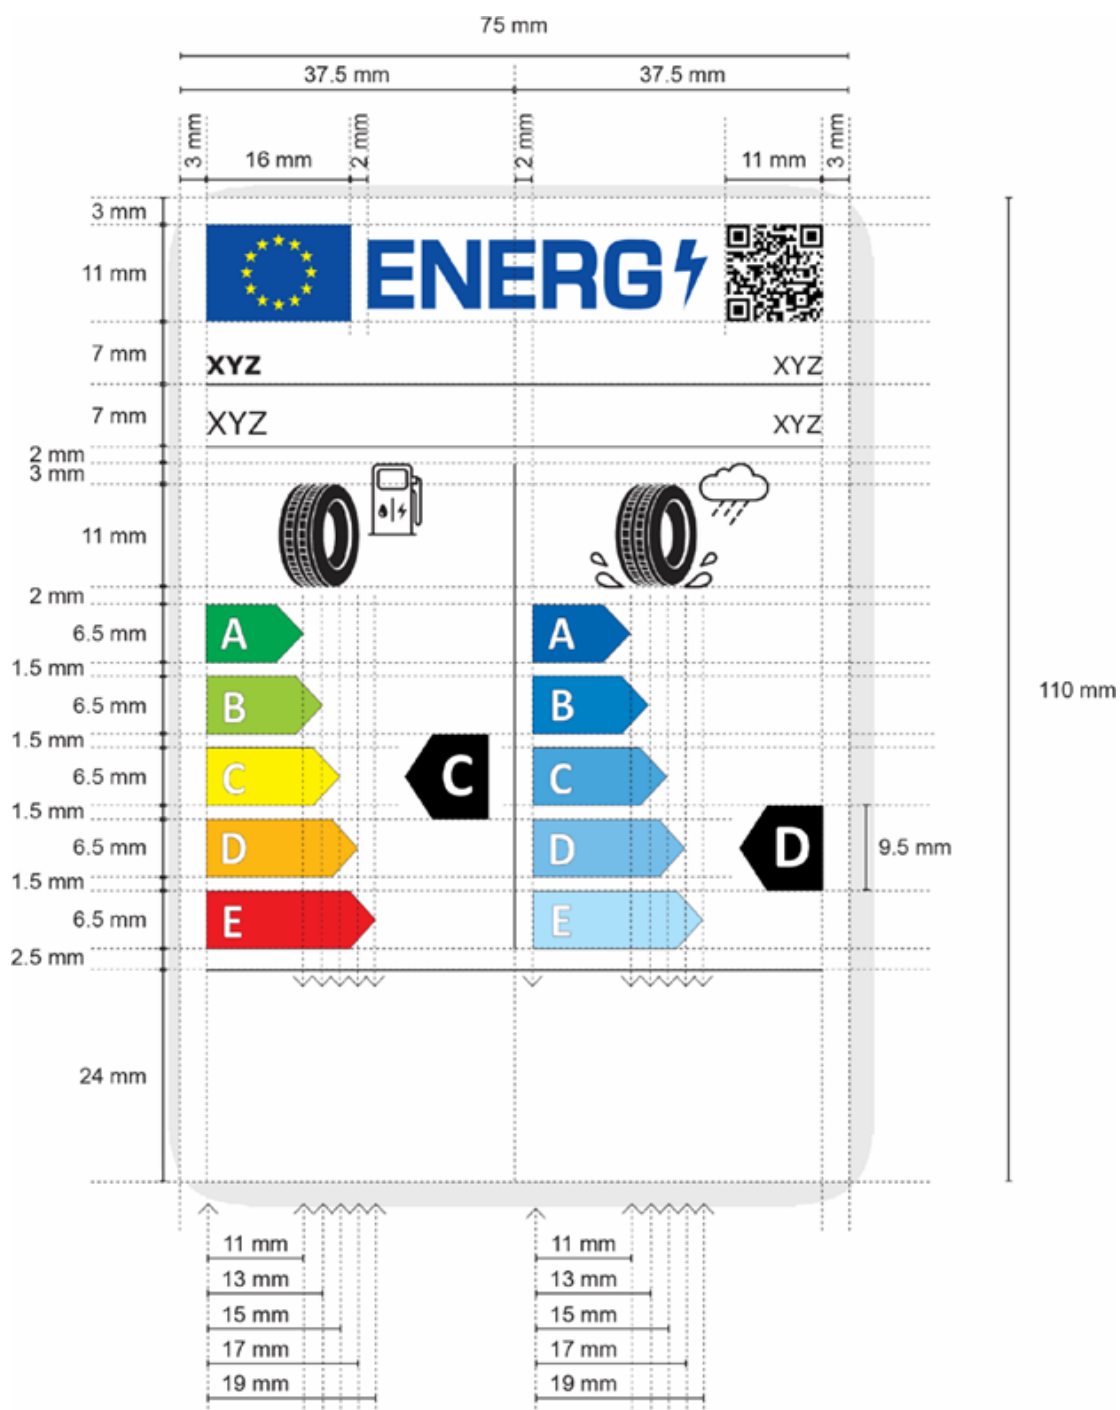 75 mm
37.5 mm 37.5 mm
3 mm 16 mm 2 mm 2 mm 11 mm 3 mm
3 mm
11 mm ENERG
7 mm XYZ XYZ
7 mm XYZ XYZ
2 mm
3 mm
11 mm
2 mm
6.5 mm A A
1.5 mm
6.5 mm B B 110 mm
1.5 mm
6.5 mm C C C
1.5 mm
6.5 mm D D D 9.5 mm
1.5 mm
6.5 mm E E
2.5 mm
24 mm
11 mm 11 mm
13 mm 13 mm
15 mm 15 mm
17 mm 17 mm
19 mm 19 mm